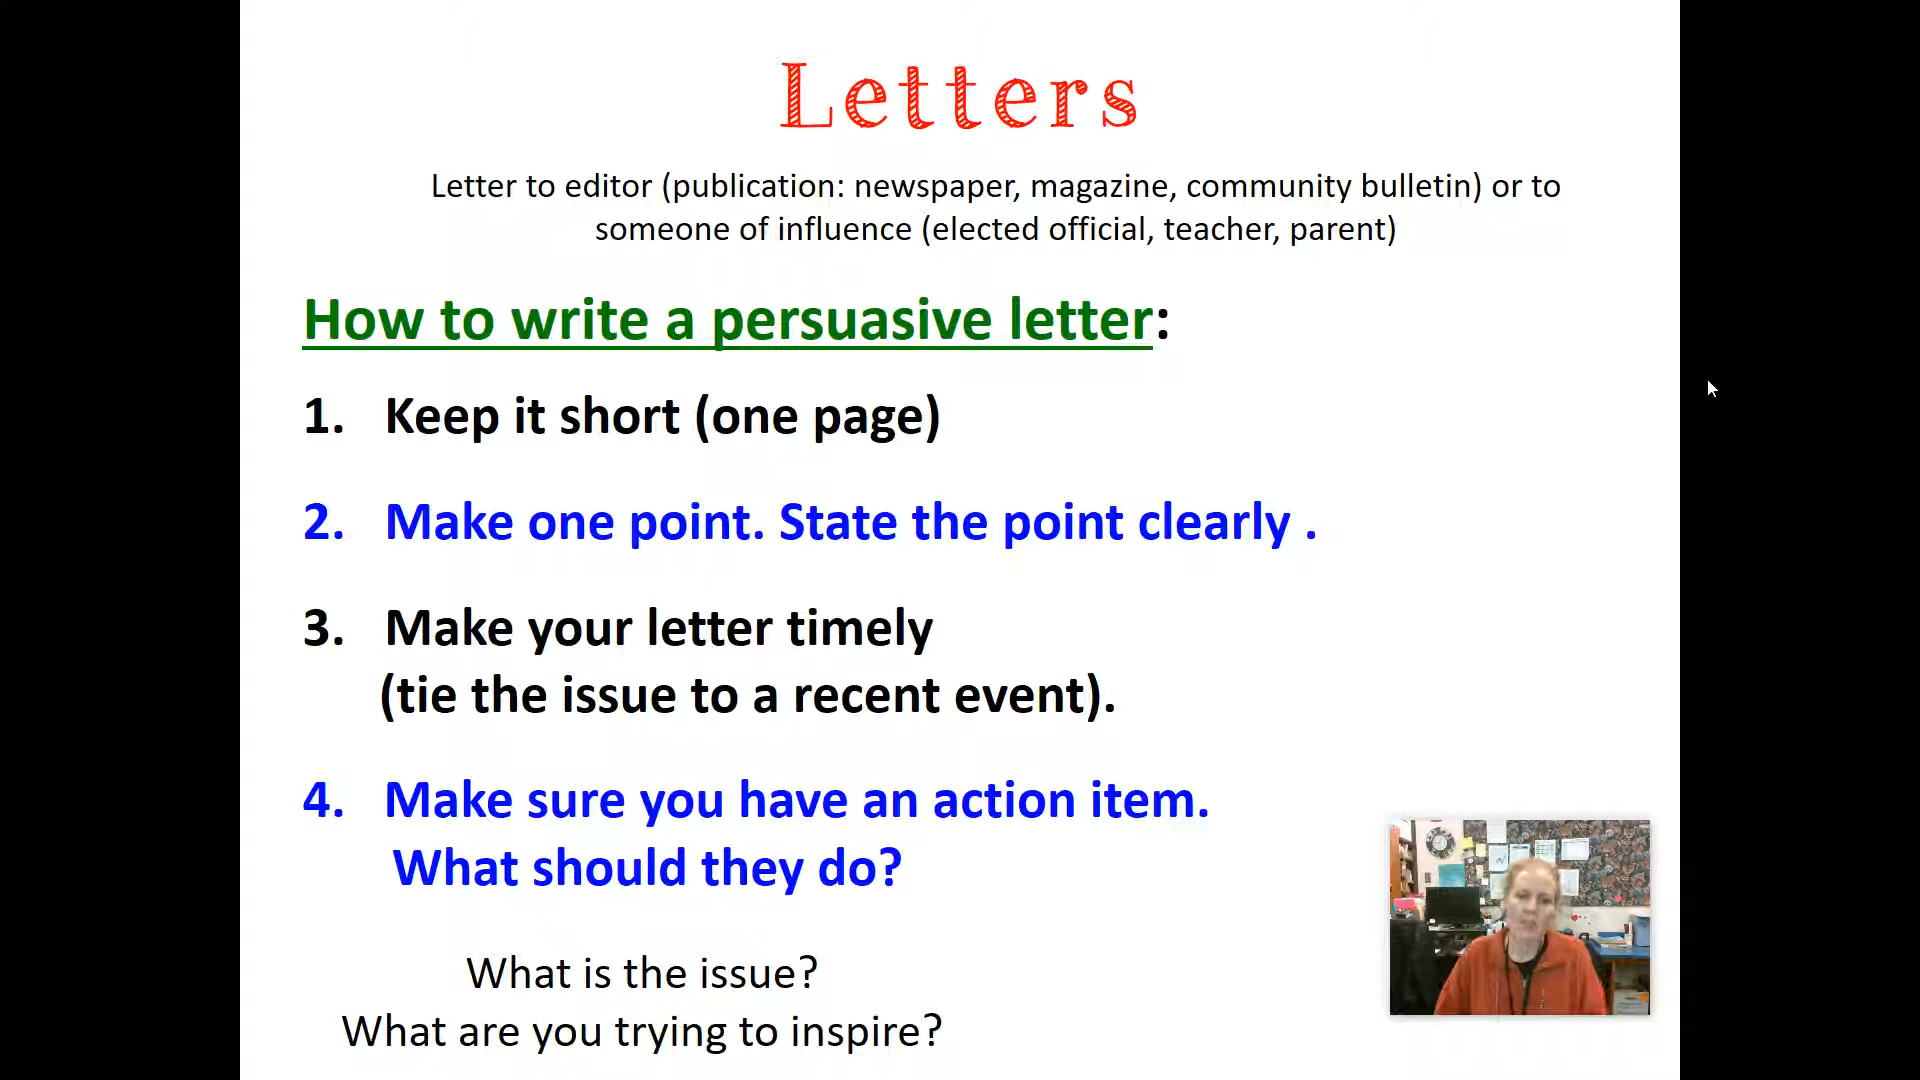 Letters
Letter to editor (publication: newspaper, magazine, community bulletin) or to
someone of influence (elected official, teacher, parent)
How to write a persuasive letter:
1. Keep it short (one page)
2. Make one point. State the point clearly .
3. Make your letter timely
(tie the issue to a recent event).
4. Make sure you have an action item.
What should they do?
What is the issue?
What are you trying to inspire?